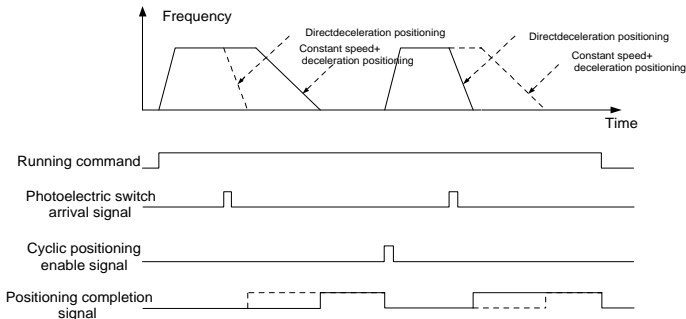 Frequency
Directdeceleration positioning
Constant speed+
deceleration positioning
Directdeceleration positioning
Constant speed+
deceleration positioning
Time
Running command
Photoelectric switch
arrival signal
Cyclic positioning
enable signal
Positioning completion
signal